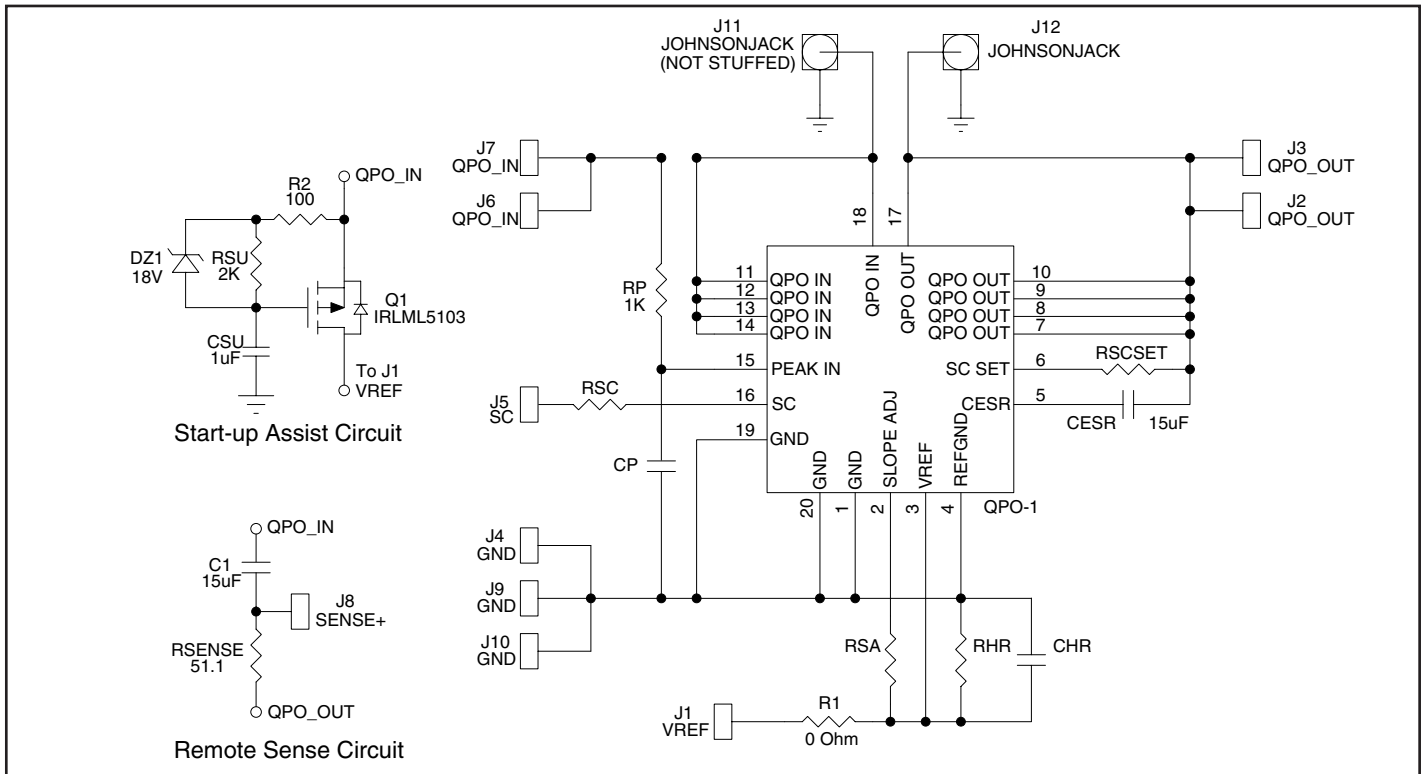 J11
JOHNSONJACK
(NOT STUFFED)
J12
JOHNSONJACK
J7
QPO_IN
J6
QPO_IN
J3
QPO_OUT
J2
QPO_OUT
QPO_IN
R2
100
DZ1
18V
RSU
2K
Q1
IRLML5103
CSU
1uF
To J1
VREF
Start-up Assist Circuit
RP
1K
18
17
QPO IN
QPO OUT
11 QPO IN
12 QPO IN
13 QPO IN
14 QPO IN
15 PEAK IN
16 SC
19 GND
QPO OUT 10
QPO OUT 9
QPO OUT 8
QPO OUT 7
SC SET 6
RSCSET
CESR 5
CESR 15uF
J5
SC
RSC
CP
GND
GND
SLOPE ADJ
VREF
REFGND
20
1
2
3
4
QPO-1
QPO_IN
C1
15uF
J8
SENSE+
RSENSE
51.1
QPO_OUT
Remote Sense Circuit
J4
GND
J9
GND
J10
GND
RSA
RHR
CHR
J1
VREF
R1
0 Ohm